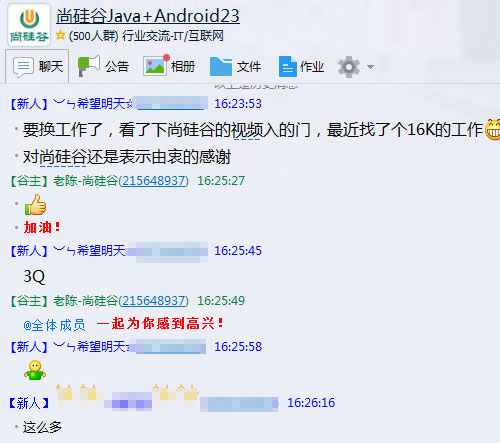 尚硅谷
尚硅谷Java+Android23
(500人群) 行业交流-IT/互联网
聊天 公告 相册 文件 作业
以上是历史消息
【新人】︶ㄣ希望明天 16:23:53
要换工作了，看了下尚硅谷的视频入的门，最近找了个16K的工作
对尚硅谷还是表示由衷的感谢
【谷主】老陈-尚硅谷(215648937) 16:25:27
加油！
【新人】︶ㄣ希望明天 16:25:45
3Q
【谷主】老陈-尚硅谷(215648937) 16:25:49
@全体成员 一起为你感到高兴！
【新人】︶ㄣ希望明天 16:25:58
【新人】 16:26:16
这么多